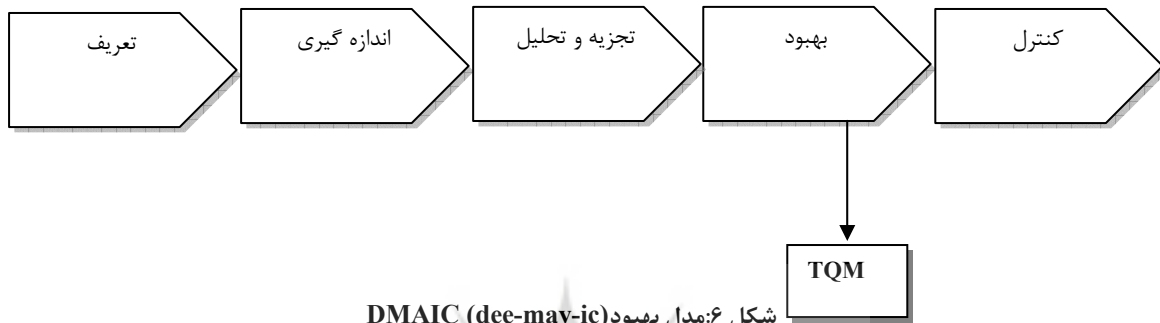 تعریف
اندازه گیری
تجزیه و تحلیل
بهبود
کنترل
TQM
شکل ۶:مدل بهبود DMAIC (dee-may-ic)